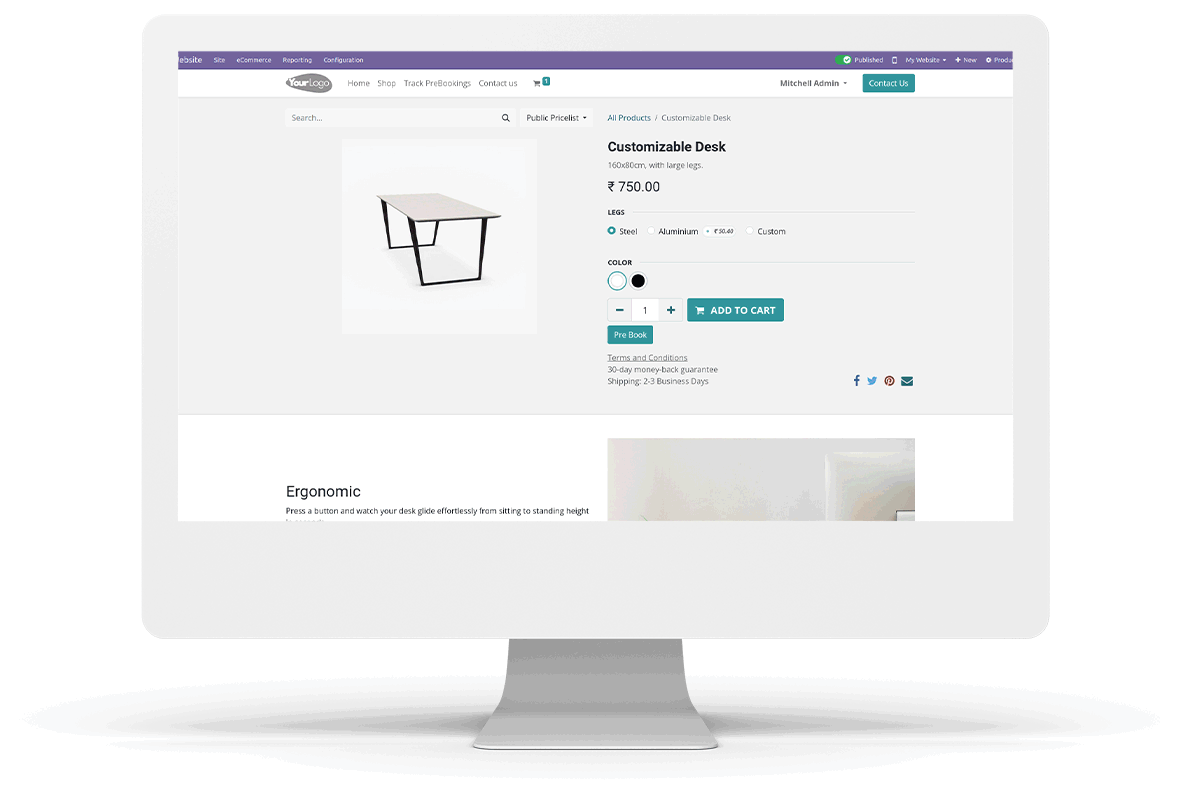 ebsite Site eCommerce Reporting Configuration Published My Website + New Produ
YourLogo Home Shop Track PreBookings Contact us 1 Mitchell Admin Contact Us
Search... Public Pricelist All Products / Customizable Desk
Customizable Desk
160x80cm, with large legs.
₹ 750.00
LEGS
Steel Aluminium + ₹ 50.40 Custom
COLOR
− 1 + ADD TO CART
Pre Book
Terms and Conditions
30-day money-back guarantee
Shipping: 2-3 Business Days
Ergonomic
Press a button and watch your desk glide effortlessly from sitting to standing height